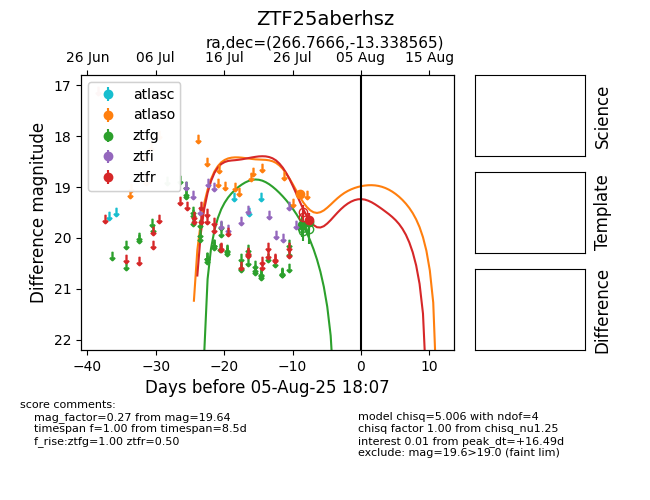 ZTF25aberhsz
ra,dec=(266.7666,-13.338565)
26 Jun 06 Jul 16 Jul 26 Jul 05 Aug 15 Aug
17
18
19
20
21
22
Difference magnitude
atlasc
atlaso
ztfg
ztfi
ztfr
−40 −30 −20 −10 0 10
Days before 05-Aug-25 18:07
Science
Template
Difference
score comments:
mag_factor=0.27 from mag=19.64
timespan f=1.00 from timespan=8.5d
f_rise:ztfg=1.00 ztfr=0.50
model chisq=5.006 with ndof=4
chisq factor 1.00 from chisq_nu1.25
interest 0.01 from peak_dt=+16.49d
exclude: mag=19.6>19.0 (faint lim)